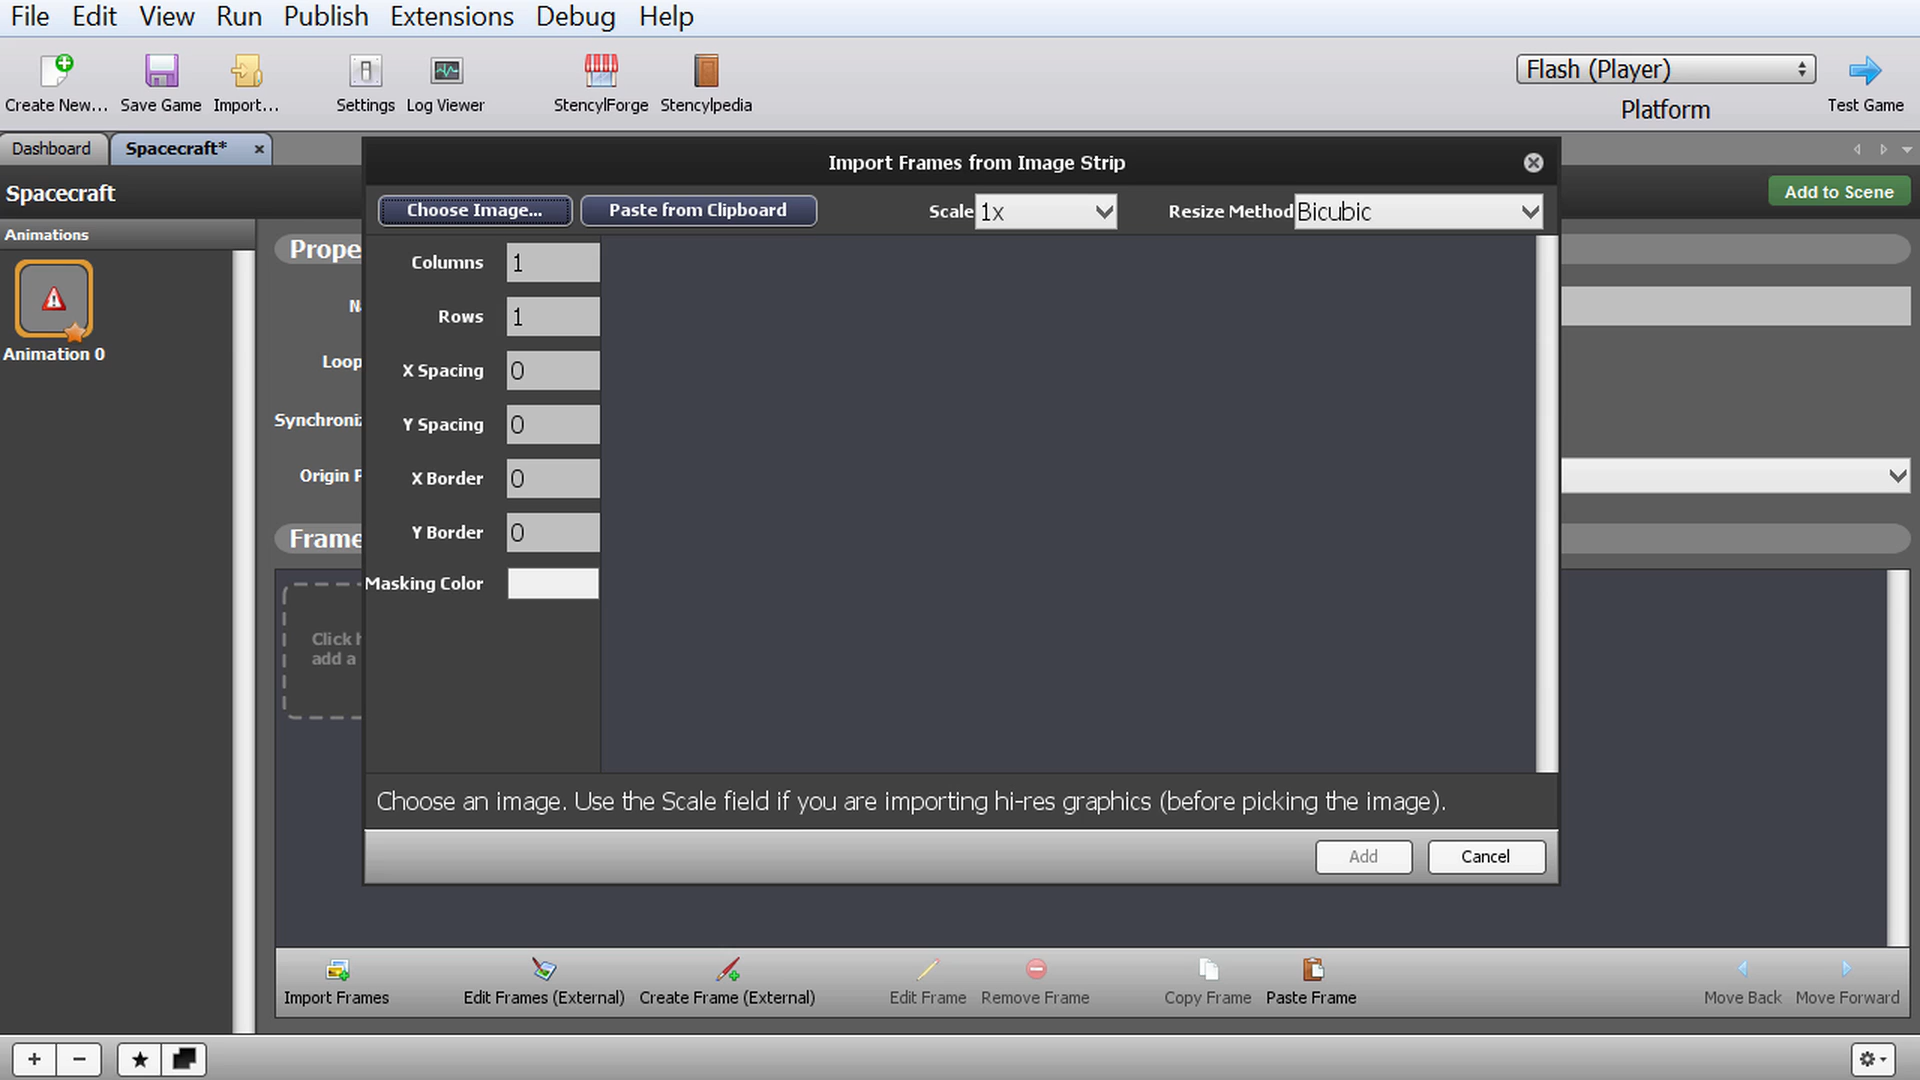 File Edit View Run Publish Extensions Debug Help
Create New... Save Game Import... Settings Log Viewer StencylForge Stencylpedia
Flash (Player)
Platform
Test Game
Dashboard Spacecraft*
Spacecraft
Add to Scene
Animations
Animation 0
Import Frames from Image Strip
Choose Image... Paste from Clipboard Scale 1x Resize Method Bicubic
Columns 1
Rows 1
X Spacing 0
Y Spacing 0
X Border 0
Y Border 0
Masking Color
Choose an image. Use the Scale field if you are importing hi-res graphics (before picking the image).
Add Cancel
Prope
N
Loop
Synchroniz
Origin P
Frame
Click h
add a
Import Frames Edit Frames (External) Create Frame (External) Edit Frame Remove Frame Copy Frame Paste Frame Move Back Move Forward